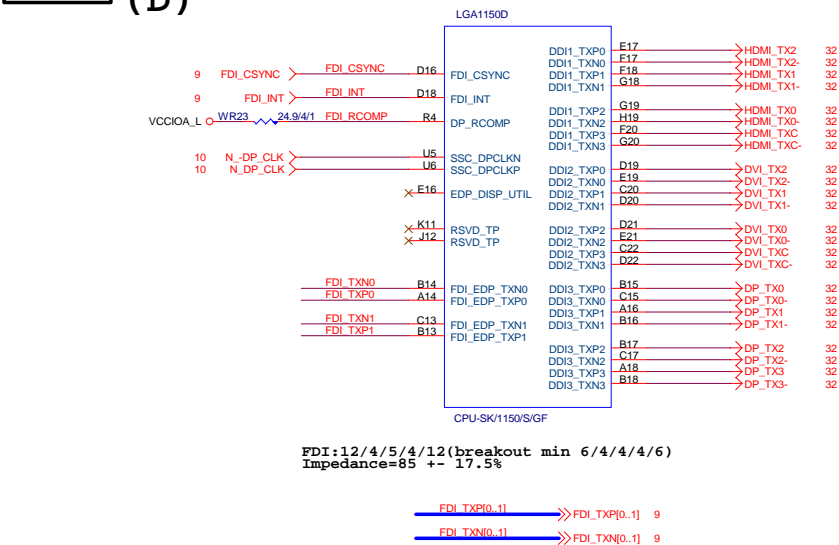 (D)
LGA1150D
9 FDI_CSYNC FDI_CSYNC D16 FDI_CSYNC
9 FDI_INT FDI_INT D18 FDI_INT
VCCIOA_L WR23 24.9/4/1 FDI_RCOMP R4 DP_RCOMP
10 N_-DP_CLK U5 SSC_DPCLKN
10 N_DP_CLK U6 SSC_DPCLKP
E16 EDP_DISP_UTIL
K11 RSVD_TP
J12 RSVD_TP
FDI_TXN0 B14 FDI_EDP_TXN0
FDI_TXP0 A14 FDI_EDP_TXP0
FDI_TXN1 C13 FDI_EDP_TXN1
FDI_TXP1 B13 FDI_EDP_TXP1
DDI1_TXP0 E17 HDMI_TX2 32
DDI1_TXN0 F17 HDMI_TX2- 32
DDI1_TXP1 F18 HDMI_TX1 32
DDI1_TXN1 G18 HDMI_TX1- 32
DDI1_TXP2 G19 HDMI_TX0 32
DDI1_TXN2 H19 HDMI_TX0- 32
DDI1_TXP3 F20 HDMI_TXC 32
DDI1_TXN3 G20 HDMI_TXC- 32
DDI2_TXP0 D19 DVI_TX2 32
DDI2_TXN0 E19 DVI_TX2- 32
DDI2_TXP1 C20 DVI_TX1 32
DDI2_TXN1 D20 DVI_TX1- 32
DDI2_TXP2 D21 DVI_TX0 32
DDI2_TXN2 E21 DVI_TX0- 32
DDI2_TXP3 C22 DVI_TXC 32
DDI2_TXN3 D22 DVI_TXC- 32
DDI3_TXP0 B15 DP_TX0 32
DDI3_TXN0 C15 DP_TX0- 32
DDI3_TXP1 A16 DP_TX1 32
DDI3_TXN1 B16 DP_TX1- 32
DDI3_TXP2 B17 DP_TX2 32
DDI3_TXN2 C17 DP_TX2- 32
DDI3_TXP3 A18 DP_TX3 32
DDI3_TXN3 B18 DP_TX3- 32
CPU-SK/1150/S/GF
FDI:12/4/5/4/12(breakout min 6/4/4/4/6)
Impedance=85 +- 17.5%
FDI_TXP[0..1] FDI_TXP[0..1] 9
FDI_TXN[0..1] FDI_TXN[0..1] 9